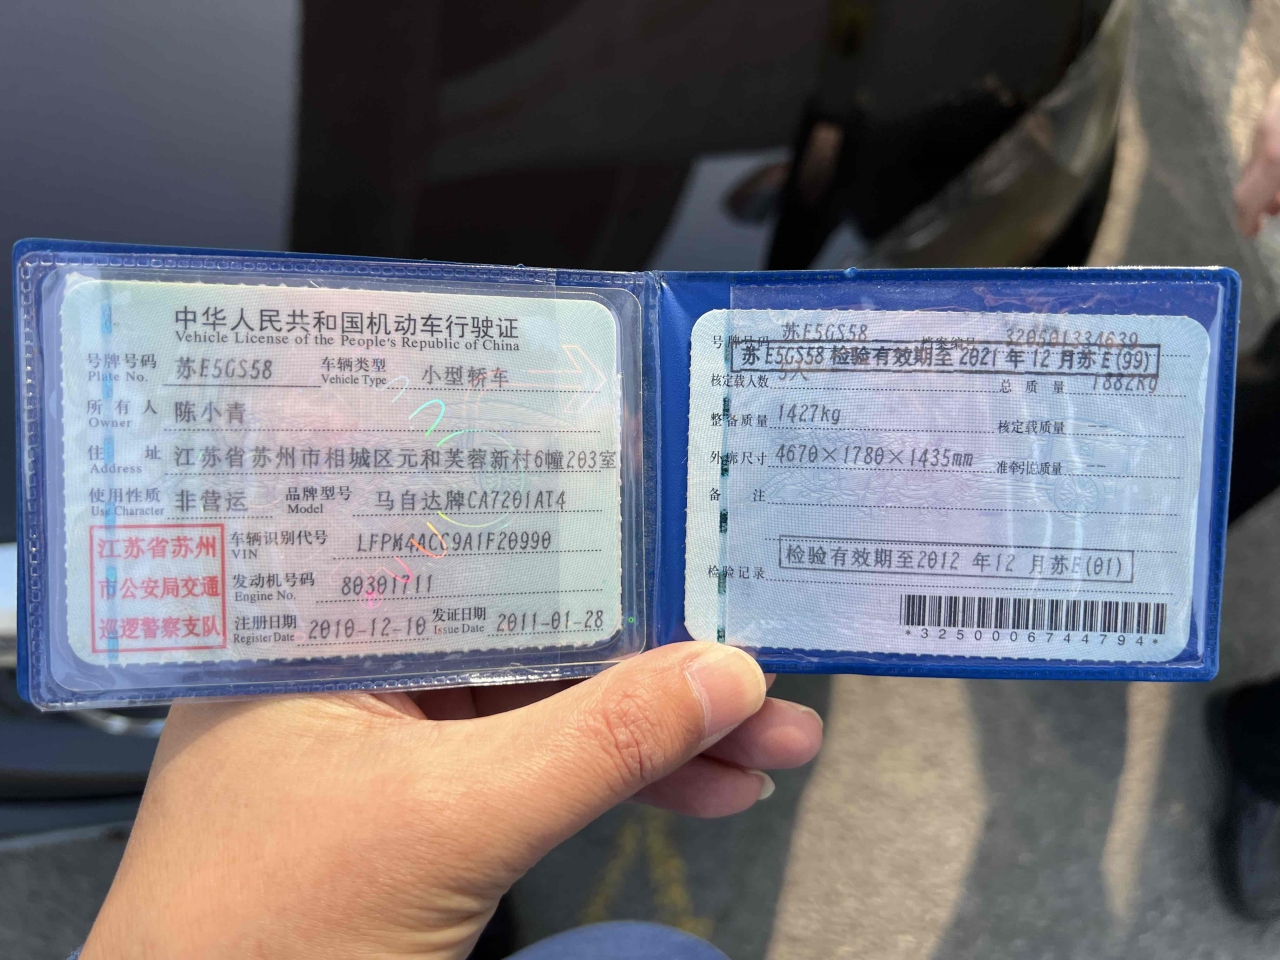 中华人民共和国机动车行驶证
Vehicle License of the People's Republic of China
号牌号码 苏E5GS58 车辆类型 小型轿车
Plate No. Vehicle Type
所有人 陈小青
Owner
住址 江苏省苏州市相城区元和芙蓉新村6幢203室
Address
使用性质 非营运 品牌型号 马自达牌CA7201AT4
Use Character Model
江苏省苏州
市公安局交通
巡逻警察支队
车辆识别代号 LFPM4ACC9A1F20990
VIN
发动机号码 80301711
Engine No.
注册日期 2010-12-10 发证日期 2011-01-28
Register Date Issue Date
号牌号码 苏E5GS58 档案编号 320501334639
苏E5GS58 检验有效期至 2021 年 12 月苏E(99)
核定载人数 5人 总质量 1882kg
整备质量 1427kg 核定载质量 --
外廓尺寸 4670×1780×1435mm 准牵引总质量 --
备注
检验有效期至2012 年12 月苏E(01)
检验记录
*3250006744794*